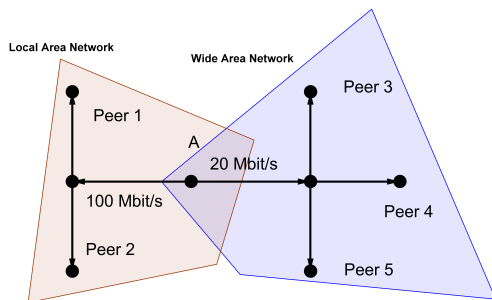 Local Area Network
Wide Area Network
Peer 1
Peer 3
A
20 Mbit/s
100 Mbit/s
Peer 4
Peer 2
Peer 5